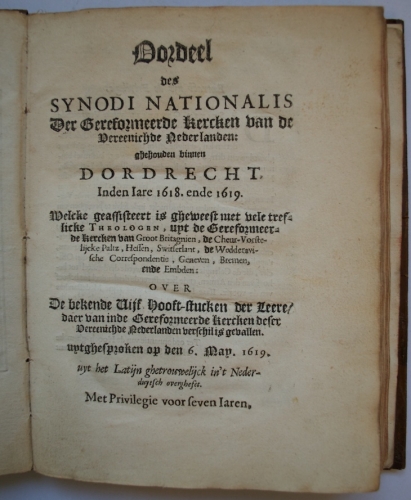 Oordeel
des
SYNODI NATIONALIS
Der Gereformeerde Kercken van de
Vereenichde Nederlanden:
ghehouden binnen
DORDRECHT,
Inden Iare 1618. ende 1619.
Welcke geassisteert is gheweest met vele tref-
licke THEOLOGEN, uyt de Gereformeer-
de Kercken van Groot Britagnien, de Cheur-Vorste-
lijcke Paltz, Hessen, Switserlant, de Wedderavi-
sche Correspondentie, Geneven, Bremen,
ende Embden:
OVER
De bekende Vijf Hooft-stucken der Leere/
daer van inde Gereformeerde Kercken deser
Vereenichde Nederlanden verschil is gevallen.
uytghesproken op den 6. May. 1619.
uyt het Latijn ghetrouwelijck in't Neder-
duytsch overgheset.
Met Privilegie voor seven Iaren.